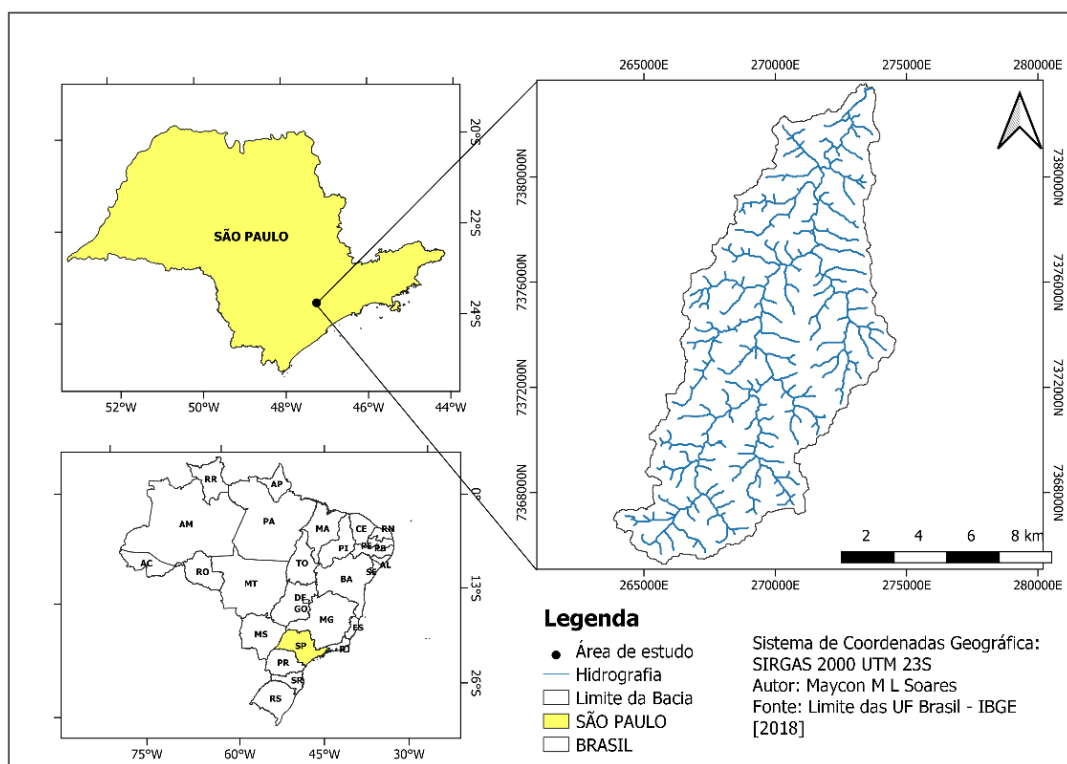 SÃO PAULO
20°S
22°S
24°S
52°W 50°W 48°W 46°W 44°W
265000E 270000E 275000E 280000E
7380000N 7380000N
7376000N 7376000N
7372000N 7372000N
7368000N 7368000N
2 4 6 8 km
265000E 270000E 275000E 280000E
RR AP
AM PA MA CE RN
PI PE PB
AC RO TO AL
SE
MT BA
DF
GO
MG
MS ES
SP RJ
PR
SR
RS
0°
13°S
26°S
75°W 60°W 45°W 30°W
Legenda
Área de estudo
Hidrografia
Limite da Bacia
SÃO PAULO
BRASIL
Sistema de Coordenadas Geográfica:
SIRGAS 2000 UTM 23S
Autor: Maycon M L Soares
Fonte: Limite das UF Brasil - IBGE
[2018]